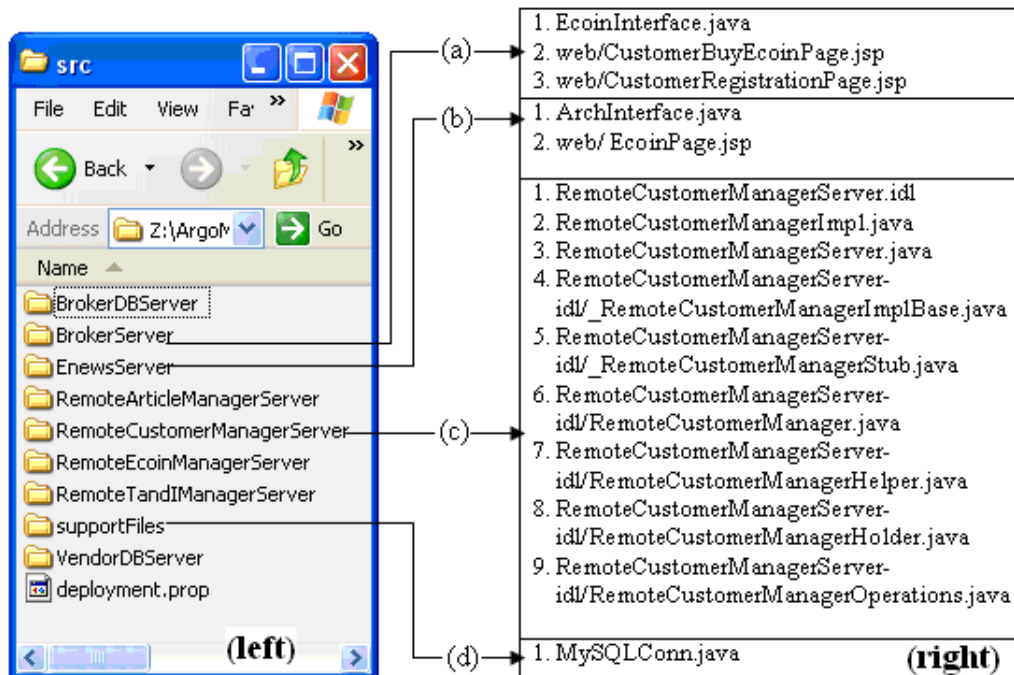 src
File Edit View Fa »
Back »
Address Z:\ArgoM Go
Name
BrokerDBServer
BrokerServer
EnewsServer
RemoteArticleManagerServer
RemoteCustomerManagerServer
RemoteEcoinManagerServer
RemoteTandIManagerServer
supportFiles
VendorDBServer
deployment.prop
(left)
(a)
(b)
(c)
(d)
1. EcoinInterface.java
2. web/CustomerBuyEcoinPage.jsp
3. web/CustomerRegistrationPage.jsp
1. ArchInterface.java
2. web/ EcoinPage.jsp
1. RemoteCustomerManagerServer.idl
2. RemoteCustomerManagerImpl.java
3. RemoteCustomerManagerServer.java
4. RemoteCustomerManagerServer-
idl/_RemoteCustomerManagerImplBase.java
5. RemoteCustomerManagerServer-
idl/_RemoteCustomerManagerStub.java
6. RemoteCustomerManagerServer-
idl/RemoteCustomerManager.java
7. RemoteCustomerManagerServer-
idl/RemoteCustomerManagerHelper.java
8. RemoteCustomerManagerServer-
idl/RemoteCustomerManagerHolder.java
9. RemoteCustomerManagerServer-
idl/RemoteCustomerManagerOperations.java
1. MySQLConn.java
(right)